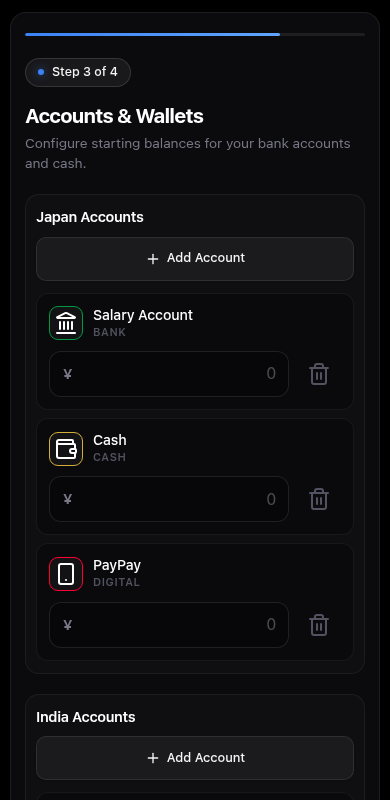 Step 3 of 4
Accounts & Wallets
Configure starting balances for your bank accounts
and cash.
Japan Accounts
Add Account
Salary Account
BANK
¥ 0
Cash
CASH
¥ 0
PayPay
DIGITAL
¥ 0
India Accounts
Add Account